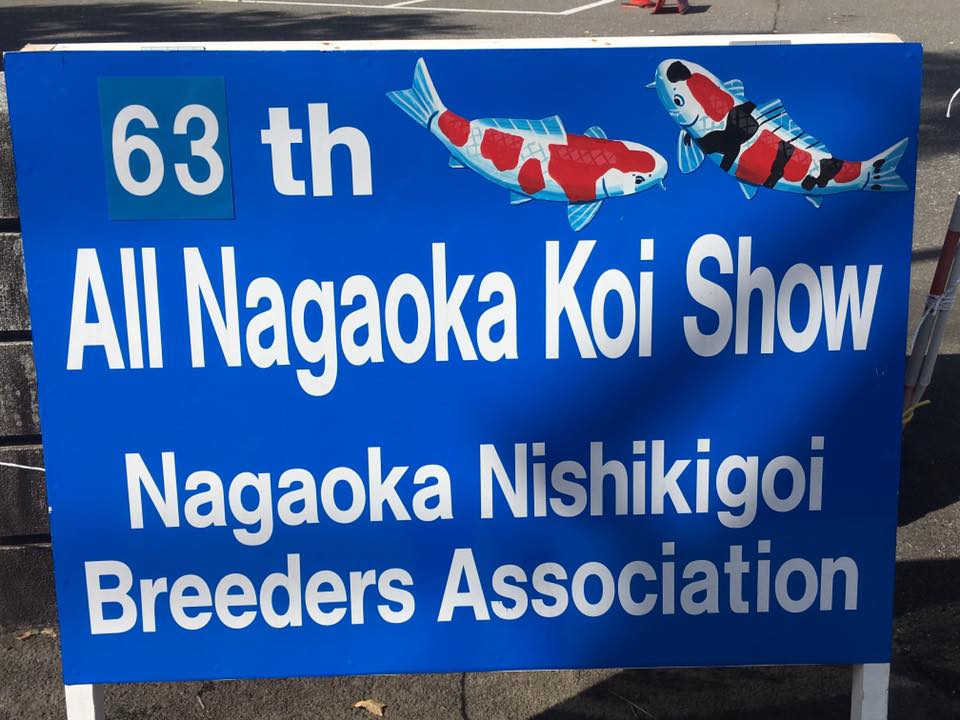 63 th
All Nagaoka Koi Show
Nagaoka Nishikigoi
Breeders Association